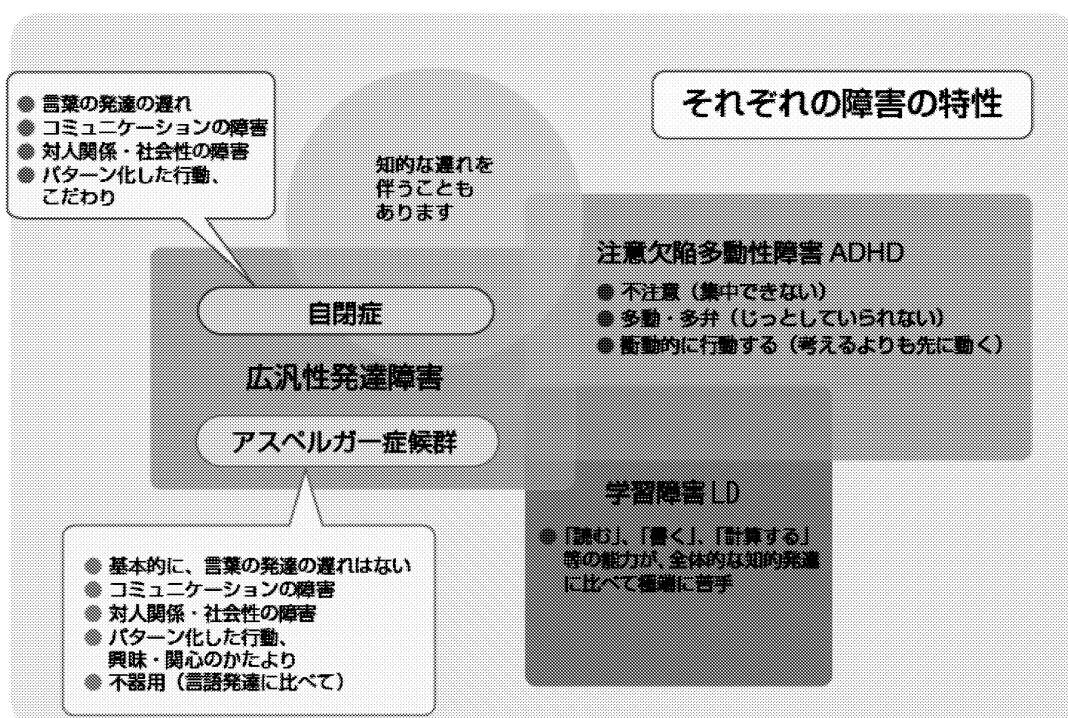 それぞれの障害の特性
● 言葉の発達の遅れ
● コミュニケーションの障害
● 対人関係・社会性の障害
● パターン化した行動、
こだわり
知的な遅れを
伴うことも
あります
注意欠陥多動性障害 ADHD
● 不注意（集中できない）
● 多動・多弁（じっとしていられない）
● 衝動的に行動する（考えるよりも先に動く）
自閉症
広汎性発達障害
アスペルガー症候群
学習障害 LD
● 「読む」、「書く」、「計算する」
等の能力が、全体的な知的発達
に比べて極端に苦手
● 基本的に、言葉の発達の遅れはない
● コミュニケーションの障害
● 対人関係・社会性の障害
● パターン化した行動、
興味・関心のかたより
● 不器用（言語発達に比べて）